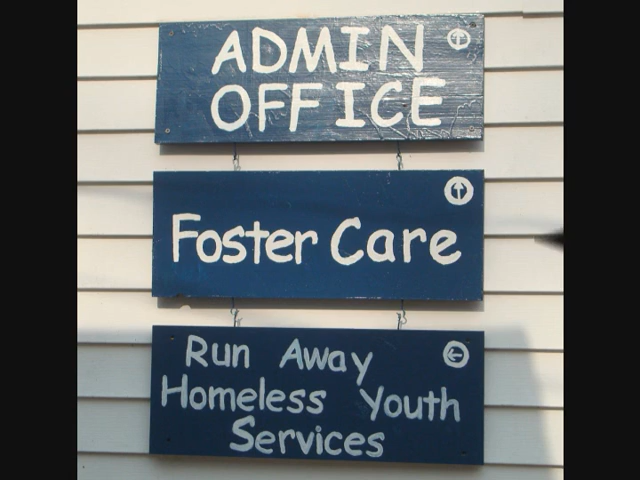 ADMIN
OFFICE
Foster Care
Run Away
Homeless Youth
Services